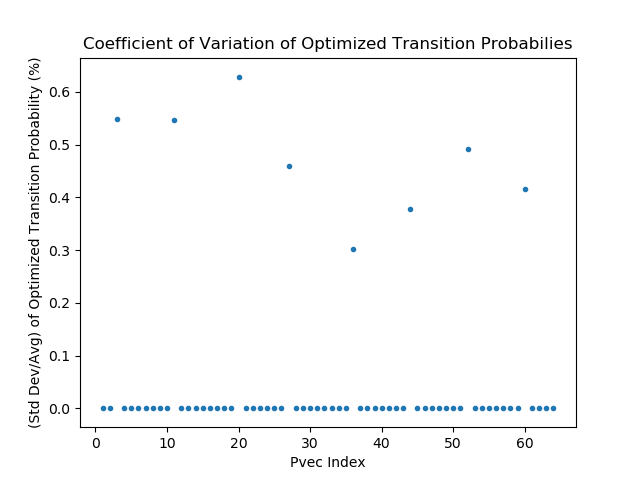 Coefficient of Variation of Optimized Transition Probabilies
(Std Dev/Avg) of Optimized Transition Probability (%)
0.6
0.5
0.4
0.3
0.2
0.1
0.0
0 10 20 30 40 50 60
Pvec Index